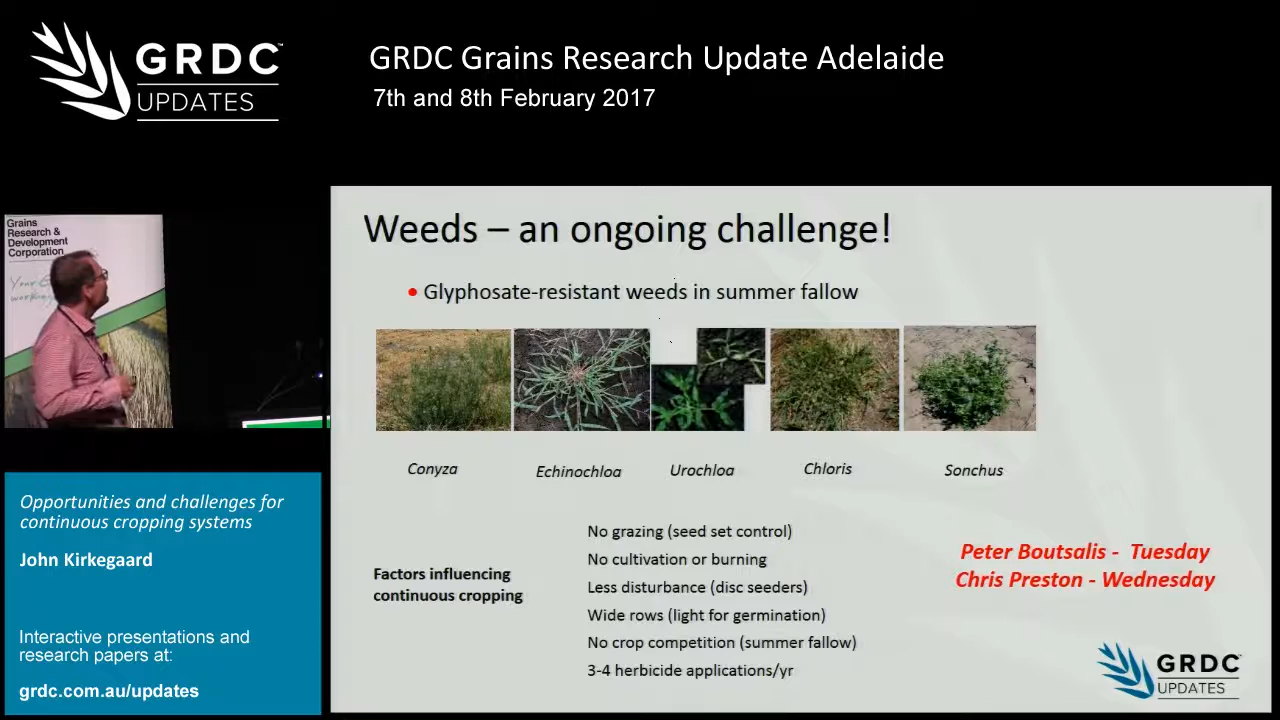 GRDC™
UPDATES
GRDC Grains Research Update Adelaide
7th and 8th February 2017
Grains
Research &
Development
Corporation
Weeds – an ongoing challenge!
• Glyphosate-resistant weeds in summer fallow
Conyza
Echinochloa
Urochloa
Chloris
Sonchus
Factors influencing
continuous cropping
No grazing (seed set control)
No cultivation or burning
Less disturbance (disc seeders)
Wide rows (light for germination)
No crop competition (summer fallow)
3-4 herbicide applications/yr
Peter Boutsalis - Tuesday
Chris Preston - Wednesday
GRDC™
UPDATES
Opportunities and challenges for
continuous cropping systems
John Kirkegaard
Interactive presentations and
research papers at:
grdc.com.au/updates